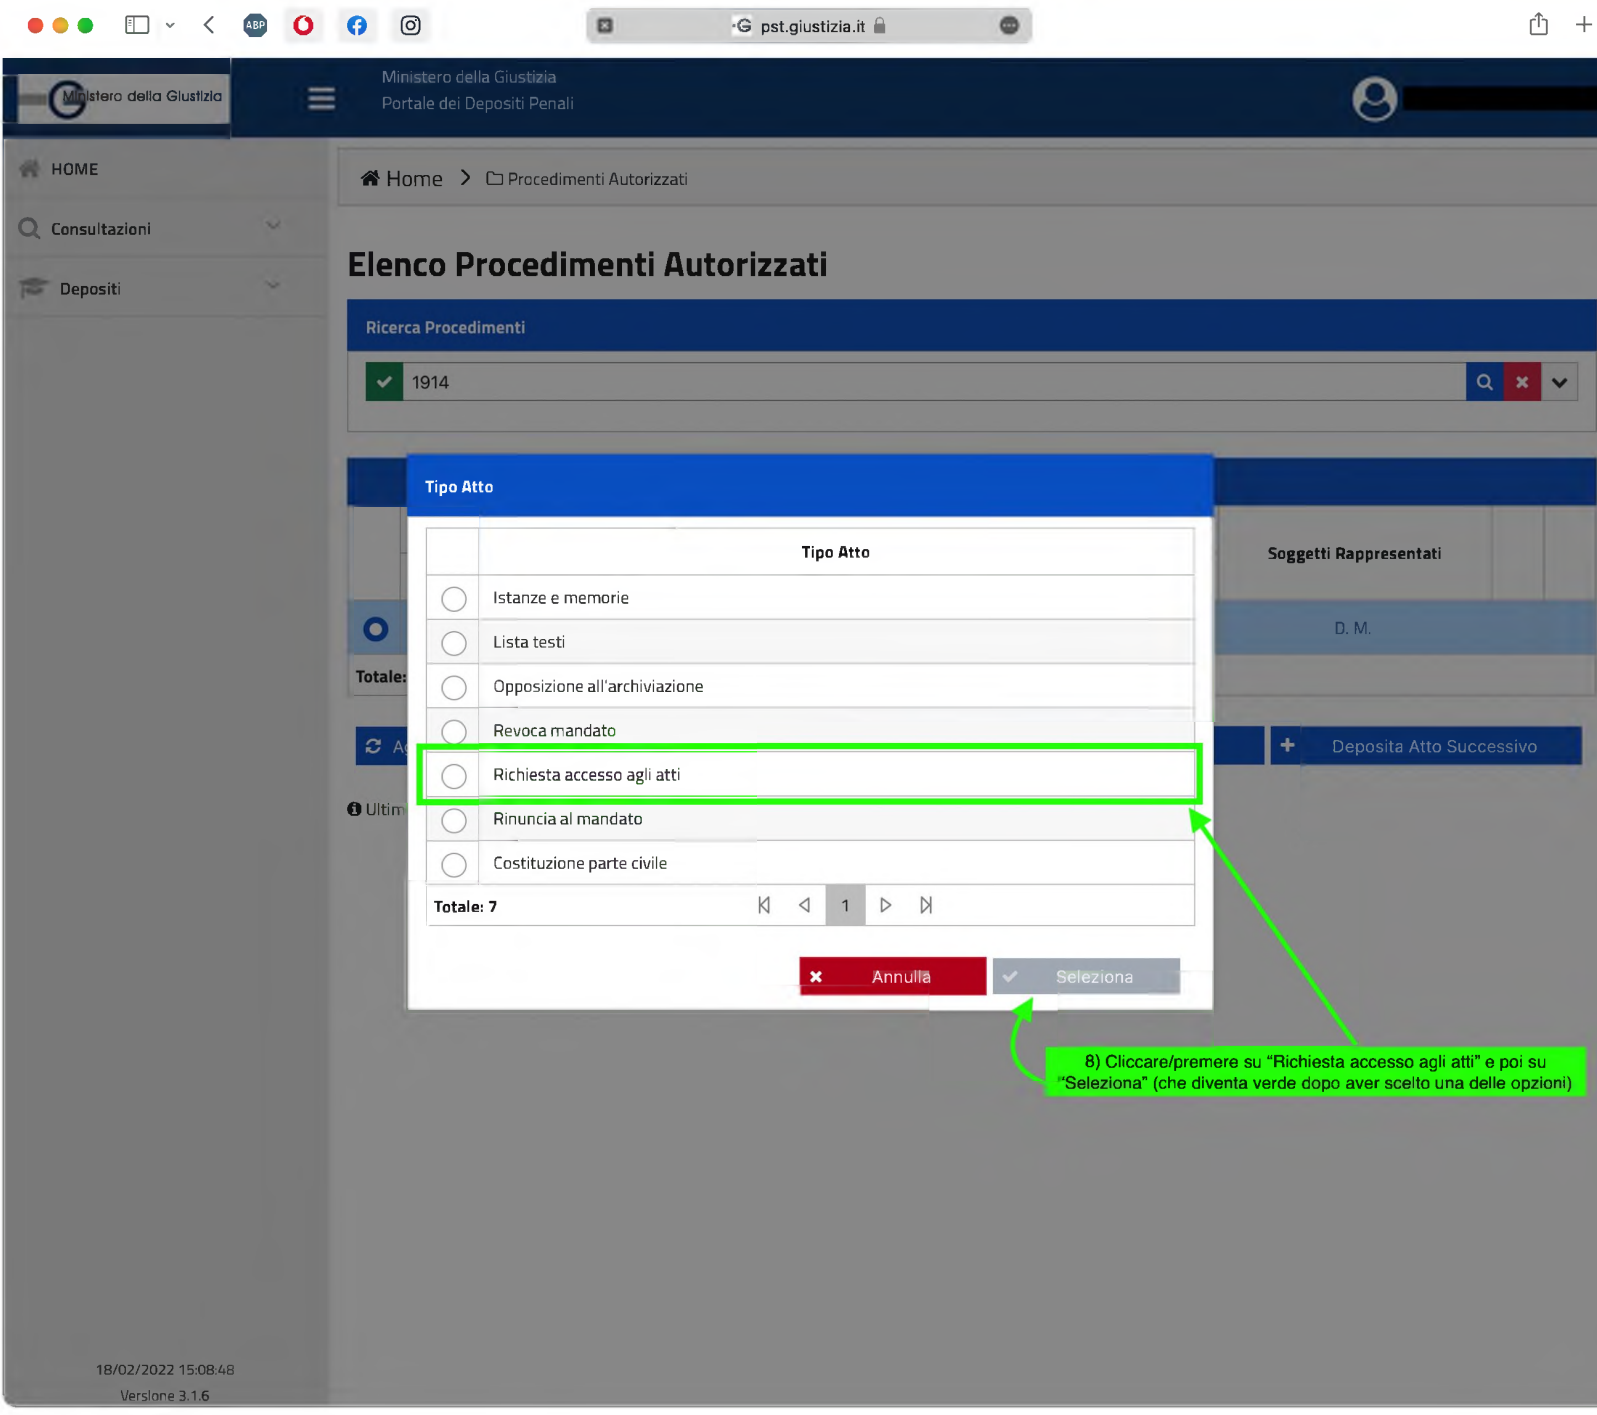 ABP
pst.giustizia.it
Ministero della Giustizia
Ministero della Giustizia
Portale dei Depositi Penali
HOME
Consultazioni
Depositi
Home > Procedimenti Autorizzati
Elenco Procedimenti Autorizzati
Ricerca Procedimenti
1914
Tipo Atto
Tipo Atto
Soggetti Rappresentati
Istanze e memorie
Lista testi
D. M.
Opposizione all'archiviazione
Totale:
Revoca mandato
Deposita Atto Successivo
Richiesta accesso agli atti
Rinuncia al mandato
Costituzione parte civile
Totale: 7
1
Annulla
Seleziona
8) Cliccare/premere su “Richiesta accesso agli atti” e poi su
“Seleziona” (che diventa verde dopo aver scelto una delle opzioni)
18/02/2022 15:08:48
Versione 3.1.6